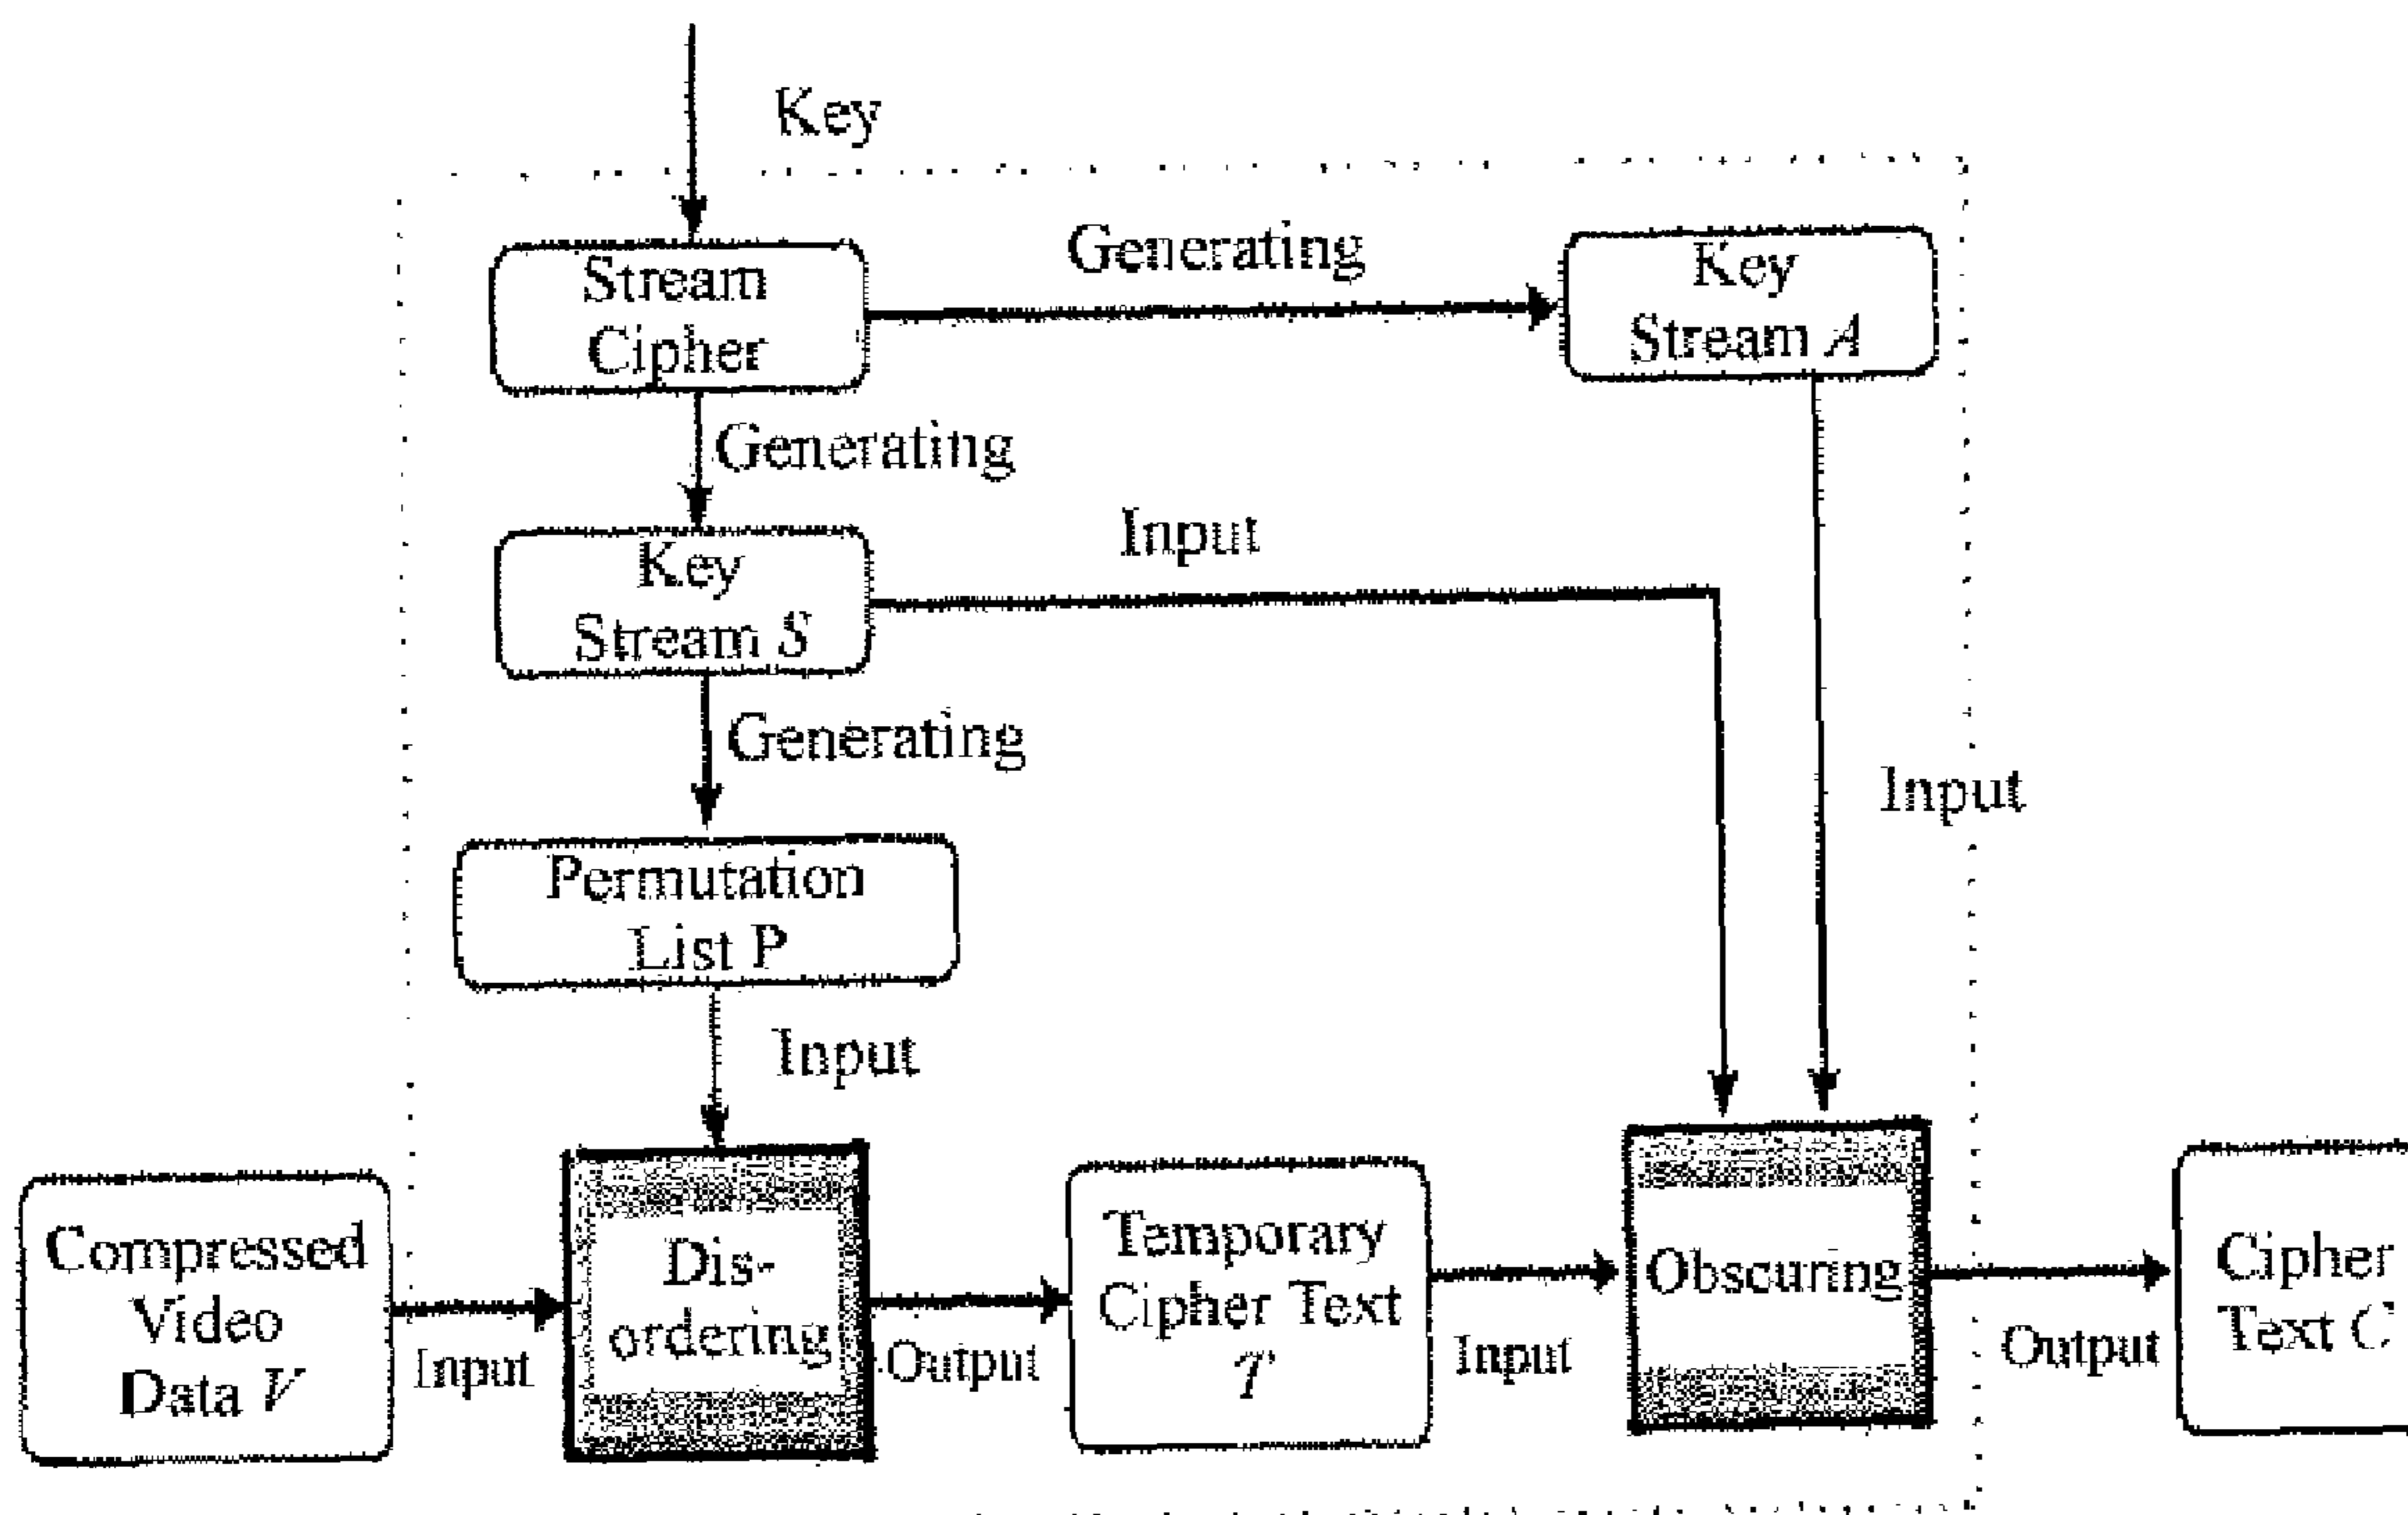 Key
Stream
Cipher
Generating
Key
Stream A
Generating
Key
Stream S
Input
Generating
Input
Permutation
List P
Input
Compressed
Video
Data V
Input
Dis-
ordering
Output
Temporary
Cipher Text
T
Input
Obscuring
Output
Cipher
Text C